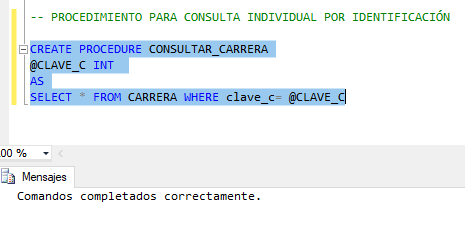 -- PROCEDIMIENTO PARA CONSULTA INDIVIDUAL POR IDENTIFICACIÓN
CREATE PROCEDURE CONSULTAR_CARRERA
@CLAVE_C INT
AS
SELECT * FROM CARRERA WHERE clave_c= @CLAVE_C
00 %
Mensajes
Comandos completados correctamente.